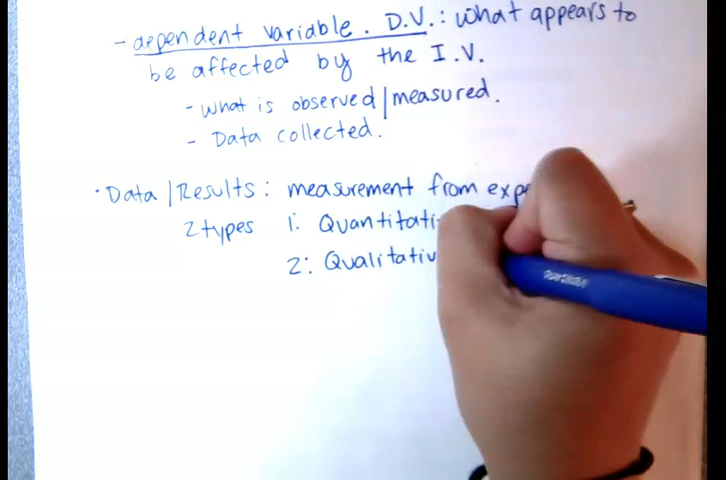 - dependent variable. D.V.: what appears to
be affected by the I.V.
- what is observed/measured.
- Data collected.
• Data/Results: measurement from exp
2 types 1: Quantitati
2: Qualitativ